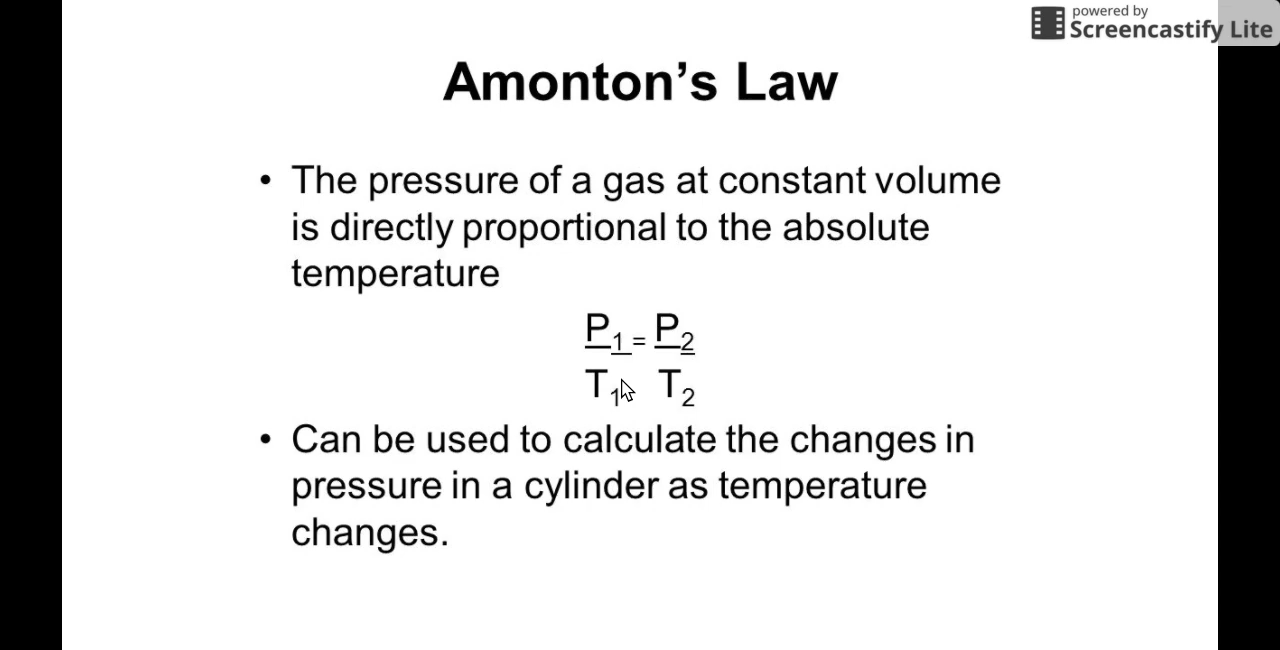 powered by
Screencastify Lite
Amonton’s Law
• The pressure of a gas at constant volume
is directly proportional to the absolute
temperature
P1 = P2
T1 T2
• Can be used to calculate the changes in
pressure in a cylinder as temperature
changes.